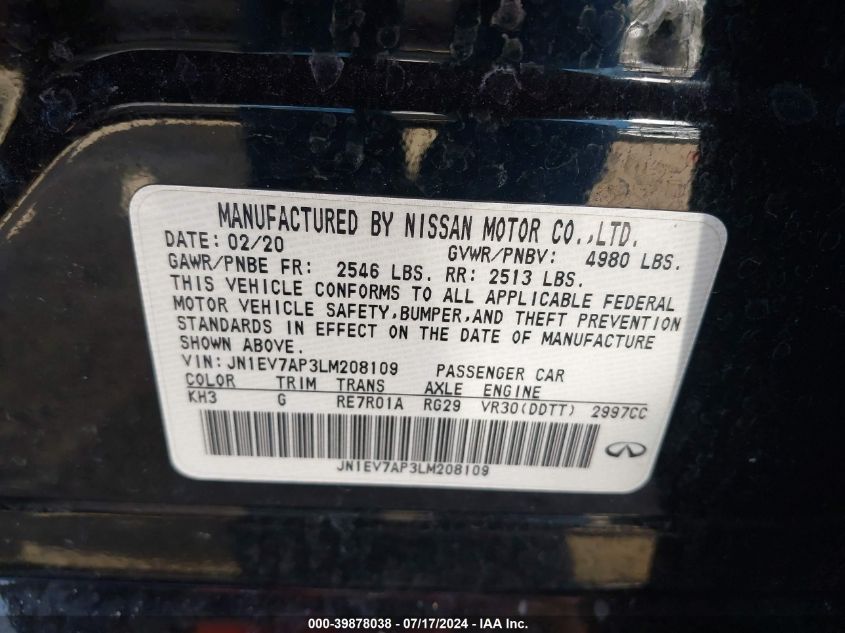 MANUFACTURED BY NISSAN MOTOR CO.,LTD.
DATE: 02/20 GVWR/PNBV: 4980 LBS.
GAWR/PNBE FR: 2546 LBS. RR: 2513 LBS.
THIS VEHICLE CONFORMS TO ALL APPLICABLE FEDERAL
MOTOR VEHICLE SAFETY,BUMPER,AND THEFT PREVENTION
STANDARDS IN EFFECT ON THE DATE OF MANUFACTURE
SHOWN ABOVE.
VIN: JN1EV7AP3LM208109 PASSENGER CAR
COLOR TRIM TRANS AXLE ENGINE
KH3 G RE7R01A RG29 VR30(DDTT) 2997CC
JN1EV7AP3LM208109
000-39878038 - 07/17/2024 - IAA Inc.